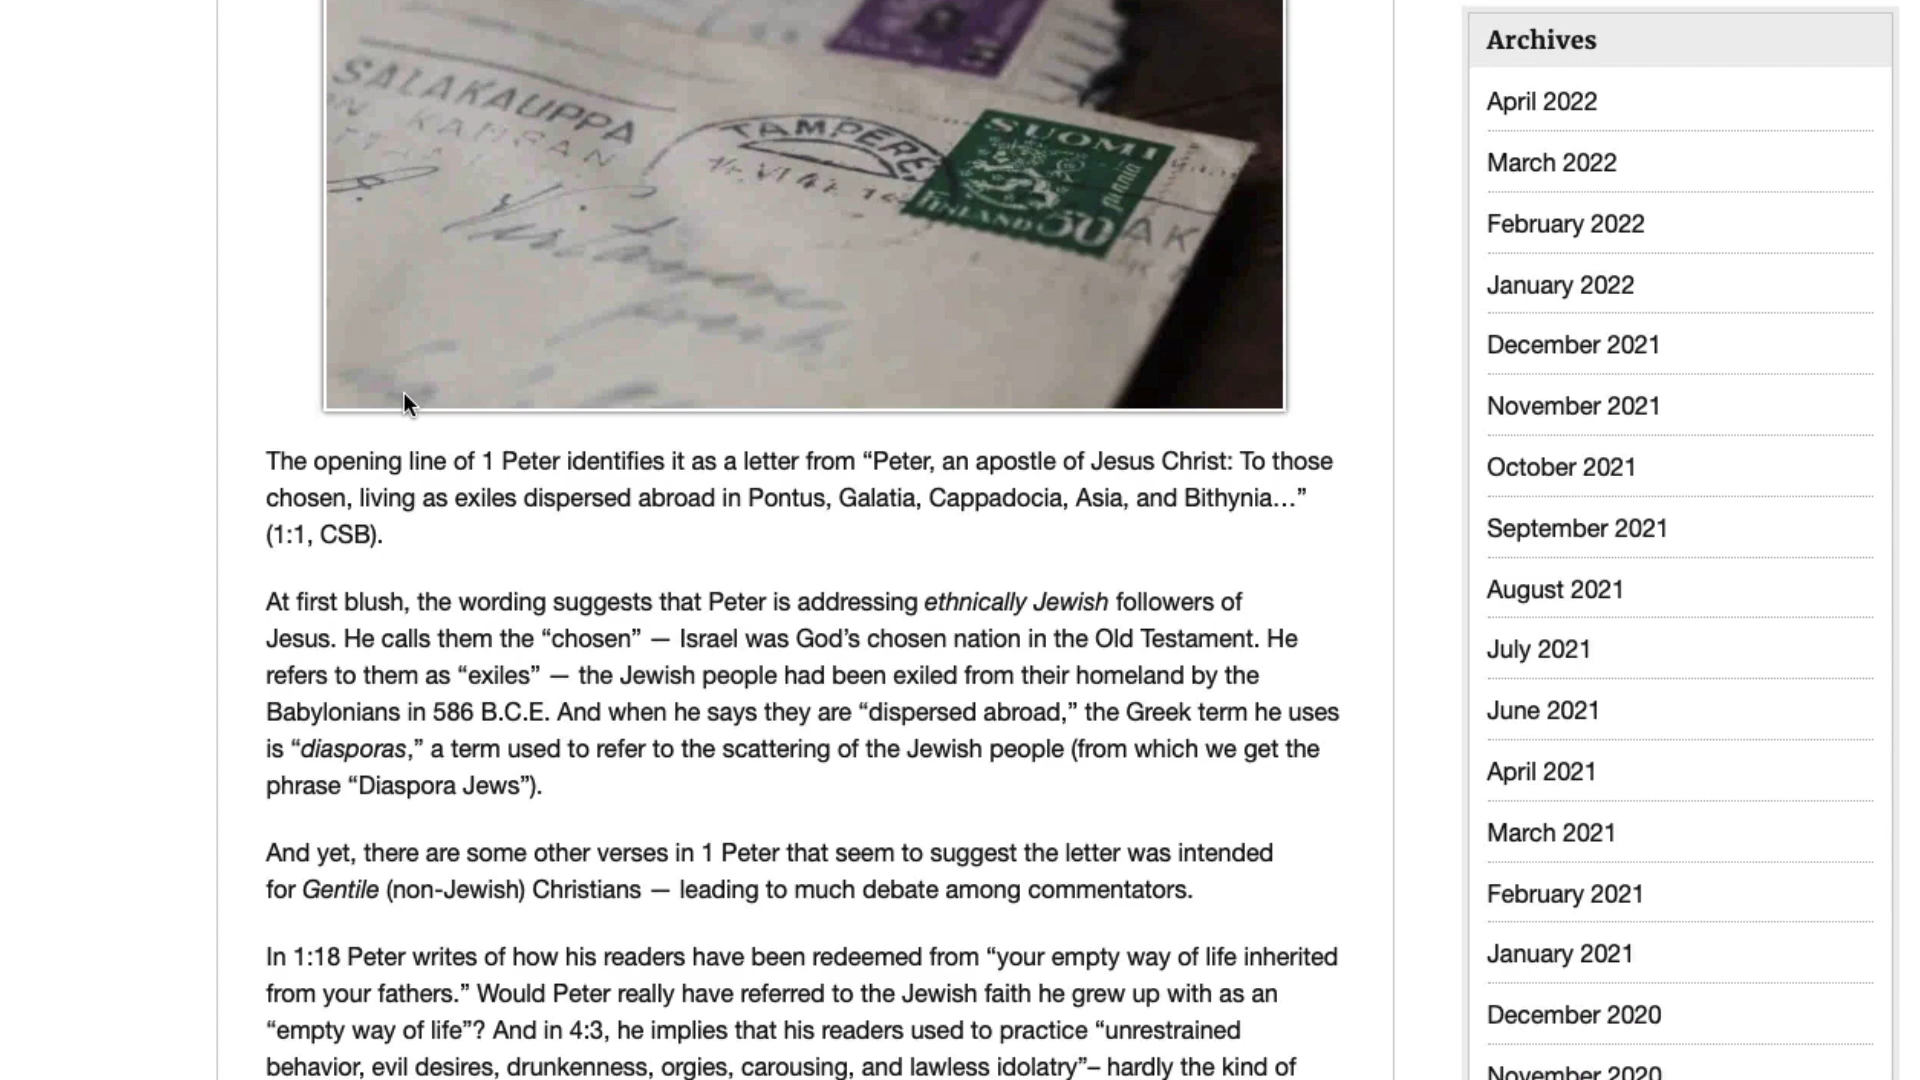 SALAKAUPPA
TAMPERE
SUOMI
FINLAND 50
The opening line of 1 Peter identifies it as a letter from “Peter, an apostle of Jesus Christ: To those
chosen, living as exiles dispersed abroad in Pontus, Galatia, Cappadocia, Asia, and Bithynia…”
(1:1, CSB).
At first blush, the wording suggests that Peter is addressing ethnically Jewish followers of
Jesus. He calls them the “chosen” — Israel was God’s chosen nation in the Old Testament. He
refers to them as “exiles” — the Jewish people had been exiled from their homeland by the
Babylonians in 586 B.C.E. And when he says they are “dispersed abroad,” the Greek term he uses
is “diasporas,” a term used to refer to the scattering of the Jewish people (from which we get the
phrase “Diaspora Jews”).
And yet, there are some other verses in 1 Peter that seem to suggest the letter was intended
for Gentile (non-Jewish) Christians — leading to much debate among commentators.
In 1:18 Peter writes of how his readers have been redeemed from “your empty way of life inherited
from your fathers.” Would Peter really have referred to the Jewish faith he grew up with as an
“empty way of life”? And in 4:3, he implies that his readers used to practice “unrestrained
behavior, evil desires, drunkenness, orgies, carousing, and lawless idolatry”– hardly the kind of
Archives
April 2022
March 2022
February 2022
January 2022
December 2021
November 2021
October 2021
September 2021
August 2021
July 2021
June 2021
April 2021
March 2021
February 2021
January 2021
December 2020
November 2020